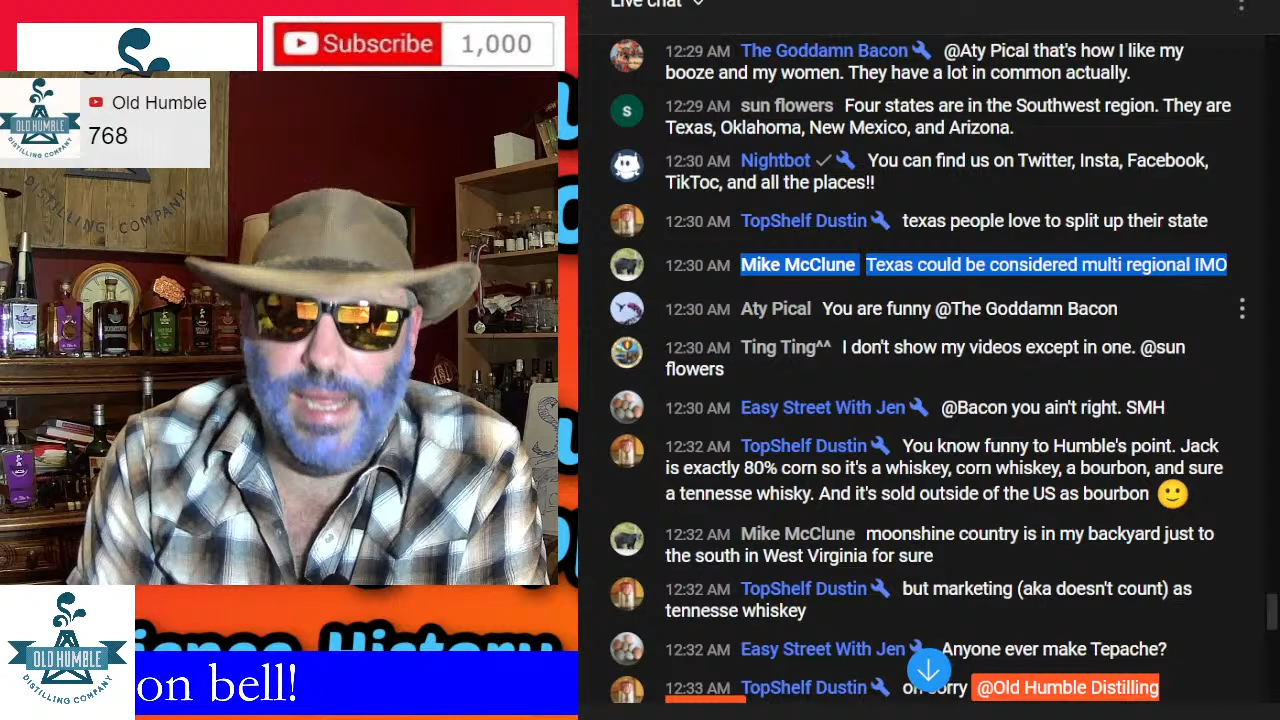 Subscribe 1,000
Old Humble
768
OLD HUMBLE
DISTILLING COMPANY
DISTILLING COMPANY
OLD HUMBLE
DISTILLING COMPANY
on bell!
Live chat
12:29 AM The Goddamn Bacon @Aty Pical that's how I like my
booze and my women. They have a lot in common actually.
S
12:29 AM sun flowers Four states are in the Southwest region. They are
Texas, Oklahoma, New Mexico, and Arizona.
12:30 AM Nightbot You can find us on Twitter, Insta, Facebook,
TikToc, and all the places!!
12:30 AM TopShelf Dustin texas people love to split up their state
12:30 AM Mike McClune Texas could be considered multi regional IMO
12:30 AM Aty Pical You are funny @The Goddamn Bacon
12:30 AM Ting Ting^^ I don't show my videos except in one. @sun
flowers
12:30 AM Easy Street With Jen @Bacon you ain't right. SMH
12:32 AM TopShelf Dustin You know funny to Humble's point. Jack
is exactly 80% corn so it's a whiskey, corn whiskey, a bourbon, and sure
a tennesse whisky. And it's sold outside of the US as bourbon
12:32 AM Mike McClune moonshine country is in my backyard just to
the south in West Virginia for sure
12:32 AM TopShelf Dustin but marketing (aka doesn't count) as
tennesse whiskey
12:32 AM Easy Street With Jen Anyone ever make Tepache?
12:33 AM TopShelf Dustin oh sorry @Old Humble Distilling